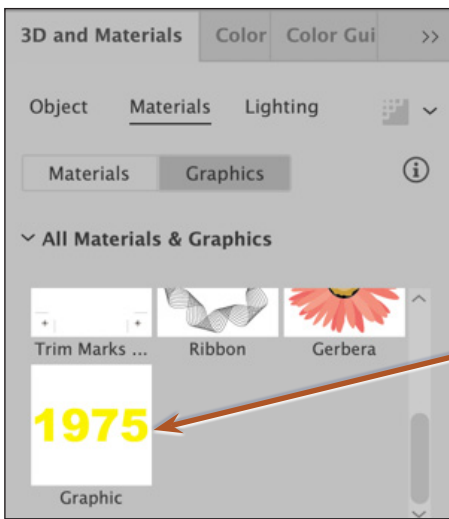 3D and Materials Color Color Gui >>
Object Materials Lighting
Materials Graphics
All Materials & Graphics
Trim Marks ... Ribbon Gerbera
1975
Graphic